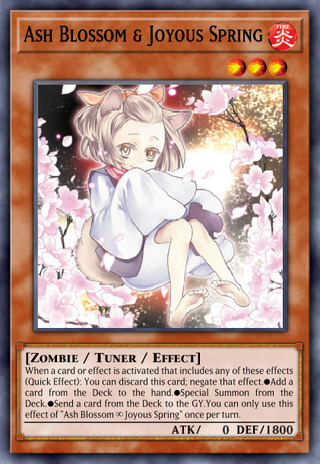 Ash Blossom & Joyous Spring
FIRE
炎
[Zombie / Tuner / Effect]
When a card or effect is activated that includes any of these effects
(Quick Effect): You can discard this card; negate that effect.●Add
a card from the Deck to the hand.●Special Summon from the
Deck.●Send a card from the Deck to the GY.You can only use this
effect of "Ash Blossom ∞ Joyous Spring" once per turn.
ATK/ 0 DEF/1800